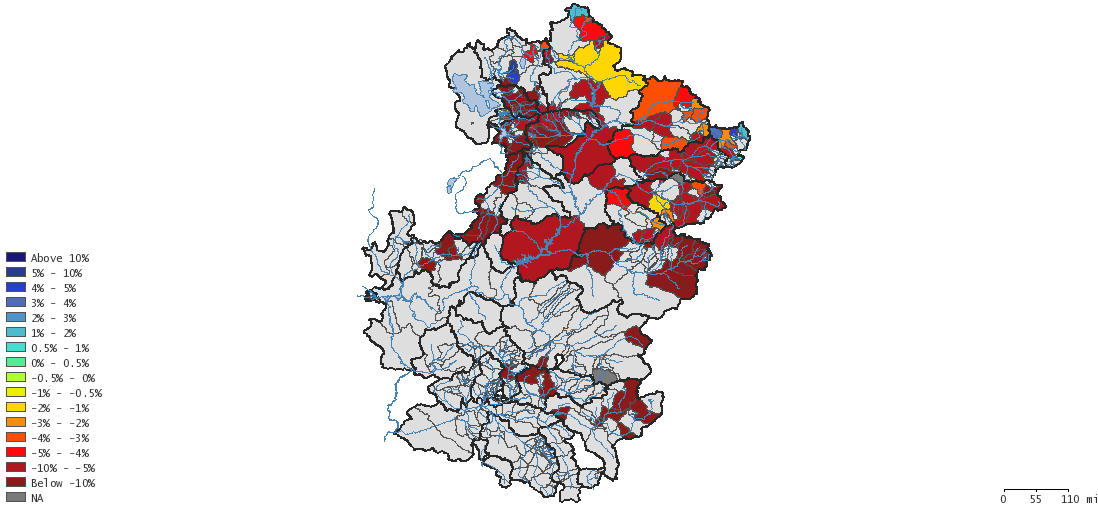 Above 10%
5% - 10%
4% - 5%
3% - 4%
2% - 3%
1% - 2%
0.5% - 1%
0% - 0.5%
-0.5% - 0%
-1% - -0.5%
-2% - -1%
-3% - -2%
-4% - -3%
-5% - -4%
-10% - -5%
Below -10%
NA
0 55 110 mi